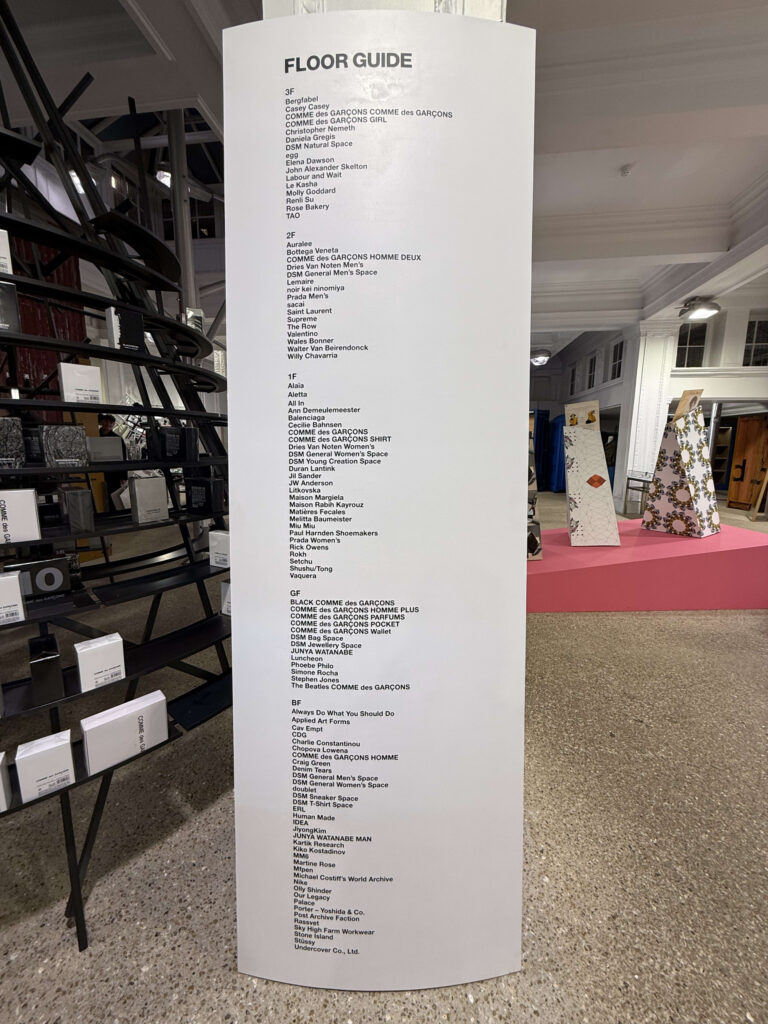 FLOOR GUIDE
3F
Bergfabel
Casey Casey
COMME des GARÇONS COMME des GARÇONS
COMME des GARÇONS GIRL
Christopher Nemeth
Daniela Gregis
DSM Natural Space
egg
Elena Dawson
John Alexander Skelton
Labour and Wait
Le Kasha
Molly Goddard
Renli Su
Rose Bakery
TAO
2F
Auralee
Bottega Veneta
COMME des GARÇONS HOMME DEUX
Dries Van Noten Men's
DSM General Men's Space
Lemaire
noir kei ninomiya
Prada Men's
sacai
Saint Laurent
Supreme
The Row
Valentino
Wales Bonner
Walter Van Beirendonck
Willy Chavarria
1F
Alaïa
Aletta
All In
Ann Demeulemeester
Balenciaga
Cecilie Bahnsen
COMME des GARÇONS
COMME des GARÇONS SHIRT
Dries Van Noten Women's
DSM General Women's Space
DSM Young Creation Space
Duran Lantink
Jil Sander
JW Anderson
Litkovska
Maison Margiela
Maison Rabih Kayrouz
Matières Fecales
Melitta Baumeister
Miu Miu
Paul Harnden Shoemakers
Prada Women's
Rick Owens
Rokh
Setchu
Shushu/Tong
Vaquera
GF
BLACK COMME des GARÇONS
COMME des GARÇONS HOMME PLUS
COMME des GARÇONS PARFUMS
COMME des GARÇONS POCKET
COMME des GARÇONS Wallet
DSM Bag Space
DSM Jewellery Space
JUNYA WATANABE
Luncheon
Phoebe Philo
Simone Rocha
Stephen Jones
The Beatles COMME des GARÇONS
BF
Always Do What You Should Do
Applied Art Forms
Cav Empt
CDG
Charlie Constantinou
Chopova Lowena
COMME des GARÇONS HOMME
Craig Green
Denim Tears
DSM General Men's Space
DSM General Women's Space
doublet
DSM Sneaker Space
DSM T-Shirt Space
ERL
Human Made
IDEA
JiyongKim
JUNYA WATANABE MAN
Kartik Research
Kiko Kostadinov
MM6
Martine Rose
Mfpen
Michael Costiff's World Archive
Nike
Olly Shinder
Our Legacy
Palace
Porter – Yoshida & Co.
Post Archive Faction
Rassvet
Sky High Farm Workwear
Stone Island
Stüssy
Undercover Co., Ltd.
COMME des GARÇONS
10
COMME des GARÇONS